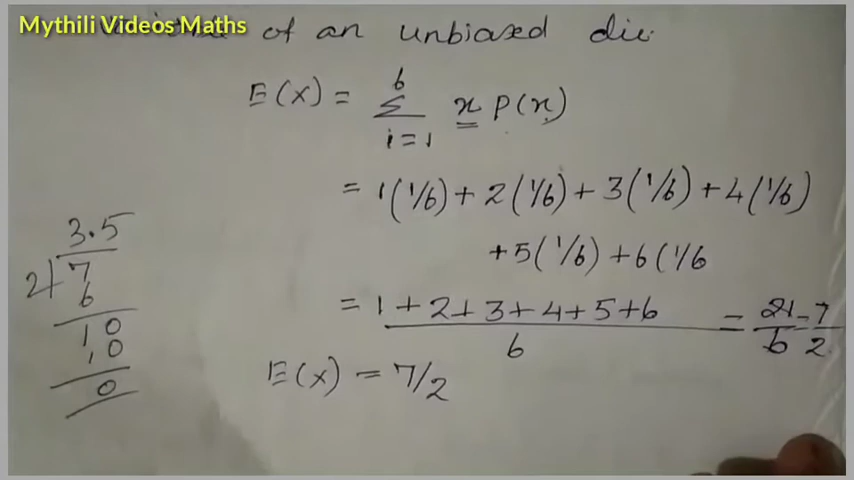 Mythili Videos Maths
of an unbiased die
E(X) = 6 Σ i=1 x P(x)
= 1(1/6) + 2(1/6) + 3(1/6) + 4(1/6)
+5(1/6) +6(1/6
= 1+2+3+4+5+6 / 6 = 21/6 = 7/2
E(X) = 7/2
3.5
2 7
6
10
10
0